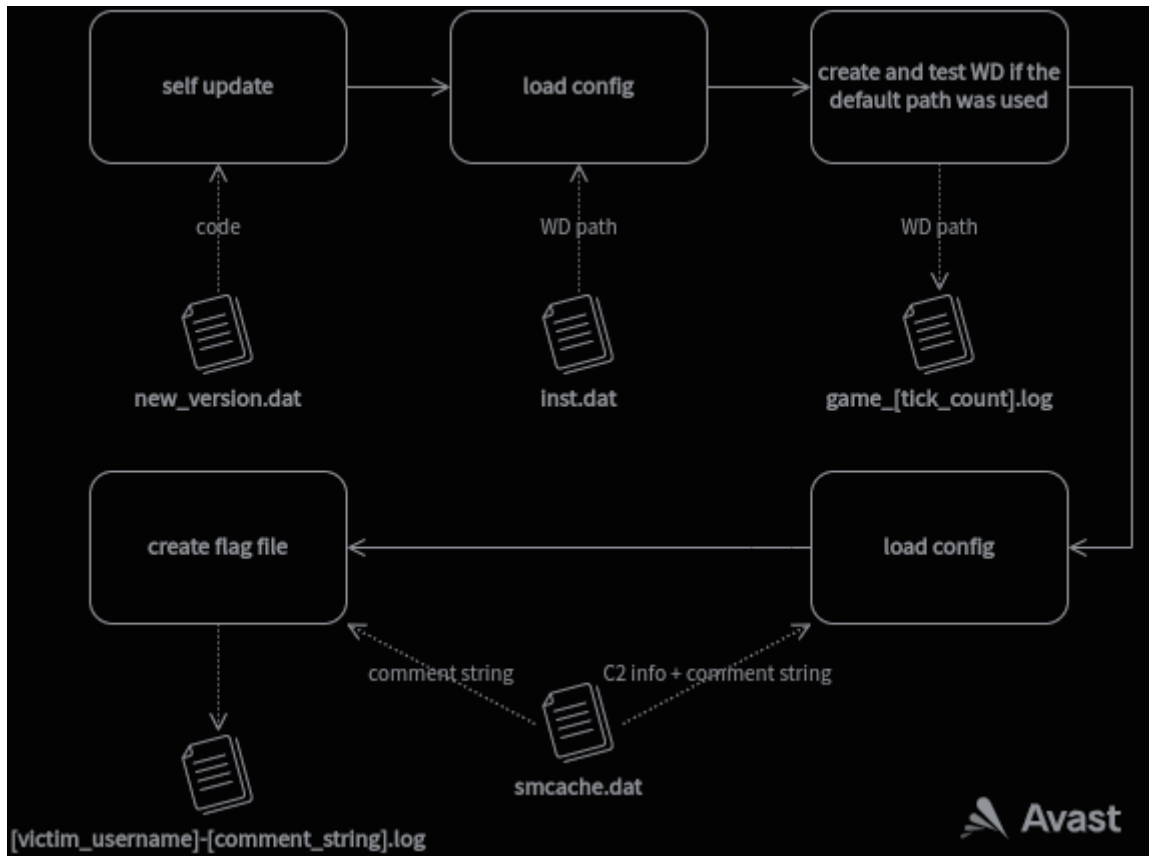 self update
load config
create and test WD if the
default path was used
code
WD path
WD path
new_version.dat
inst.dat
game_[tick_count].log
create flag file
load config
comment string
C2 info + comment string
smcache.dat
[victim_username]-[comment_string].log
Avast